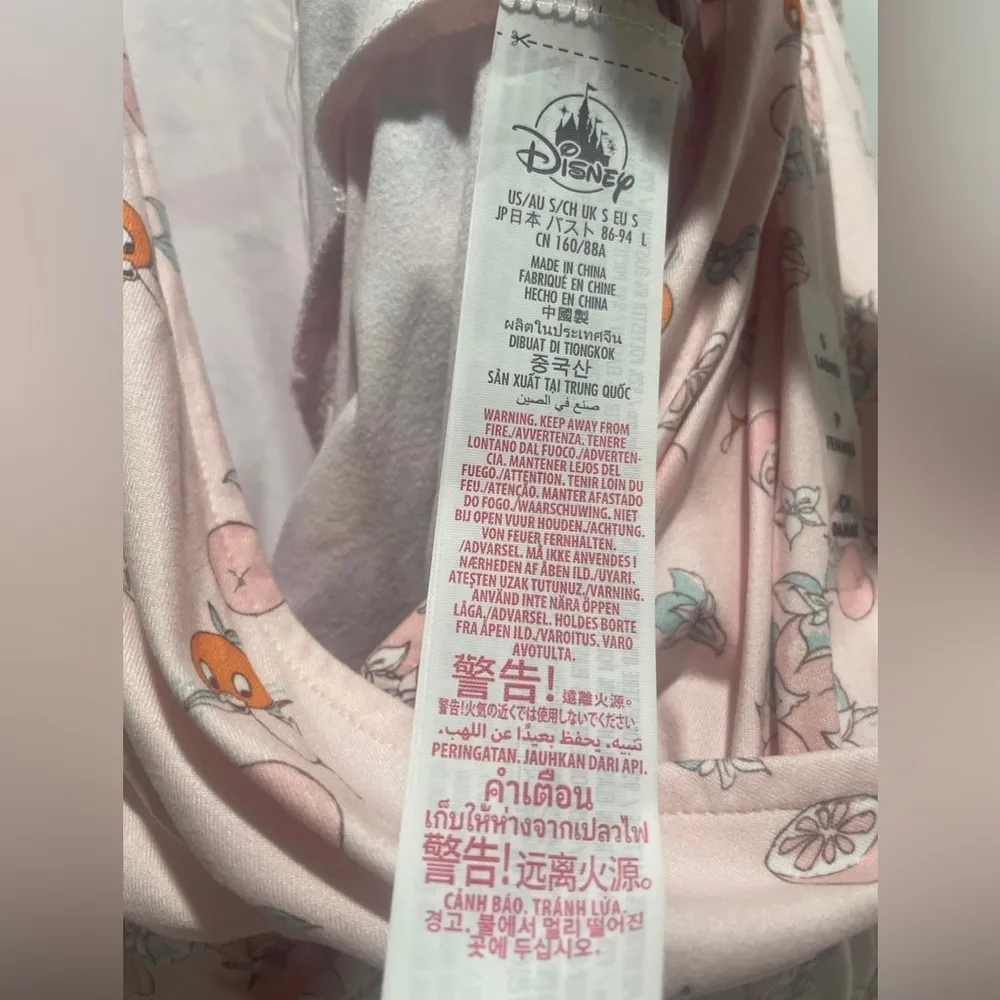 Disney
US/AU S/CH UK S EU S
JP日本 バスト 86-94 L
CN 160/88A
MADE IN CHINA
FABRIQUÉ EN CHINE
HECHO EN CHINA
中國製
ผลิตในประเทศจีน
DIBUAT DI TIONGKOK
중국산
SẢN XUẤT TẠI TRUNG QUỐC
صنع في الصين
WARNING. KEEP AWAY FROM
FIRE./AVVERTENZA. TENERE
LONTANO DAL FUOCO./ADVERTEN-
CIA. MANTENER LEJOS DEL
FUEGO./ATTENTION. TENIR LOIN DU
FEU./ATENÇÃO. MANTER AFASTADO
DO FOGO./WAARSCHUWING. NIET
BIJ OPEN VUUR HOUDEN./ACHTUNG.
VON FEUER FERNHALTEN.
/ADVARSEL. MÅ IKKE ANVENDES I
NÆRHEDEN AF ÅBEN ILD./UYARI.
ATEŞTEN UZAK TUTUNUZ./VARNING.
ANVÄND INTE NÄRA ÖPPEN
LÅGA./ADVARSEL. HOLDES BORTE
FRA ÅPEN ILD./VAROITUS. VARO
AVOTULTA.
警告! 遠離火源。
警告!火気の近くでは使用しないでください。
تنبيه. يحفظ بعيدًا عن اللهب.
PERINGATAN. JAUHKAN DARI API.
คำเตือน
เก็บให้ห่างจากเปลวไฟ
警告! 远离火源。
CẢNH BÁO. TRÁNH LỬA.
경고. 불에서 멀리 떨어진
곳에 두십시오.